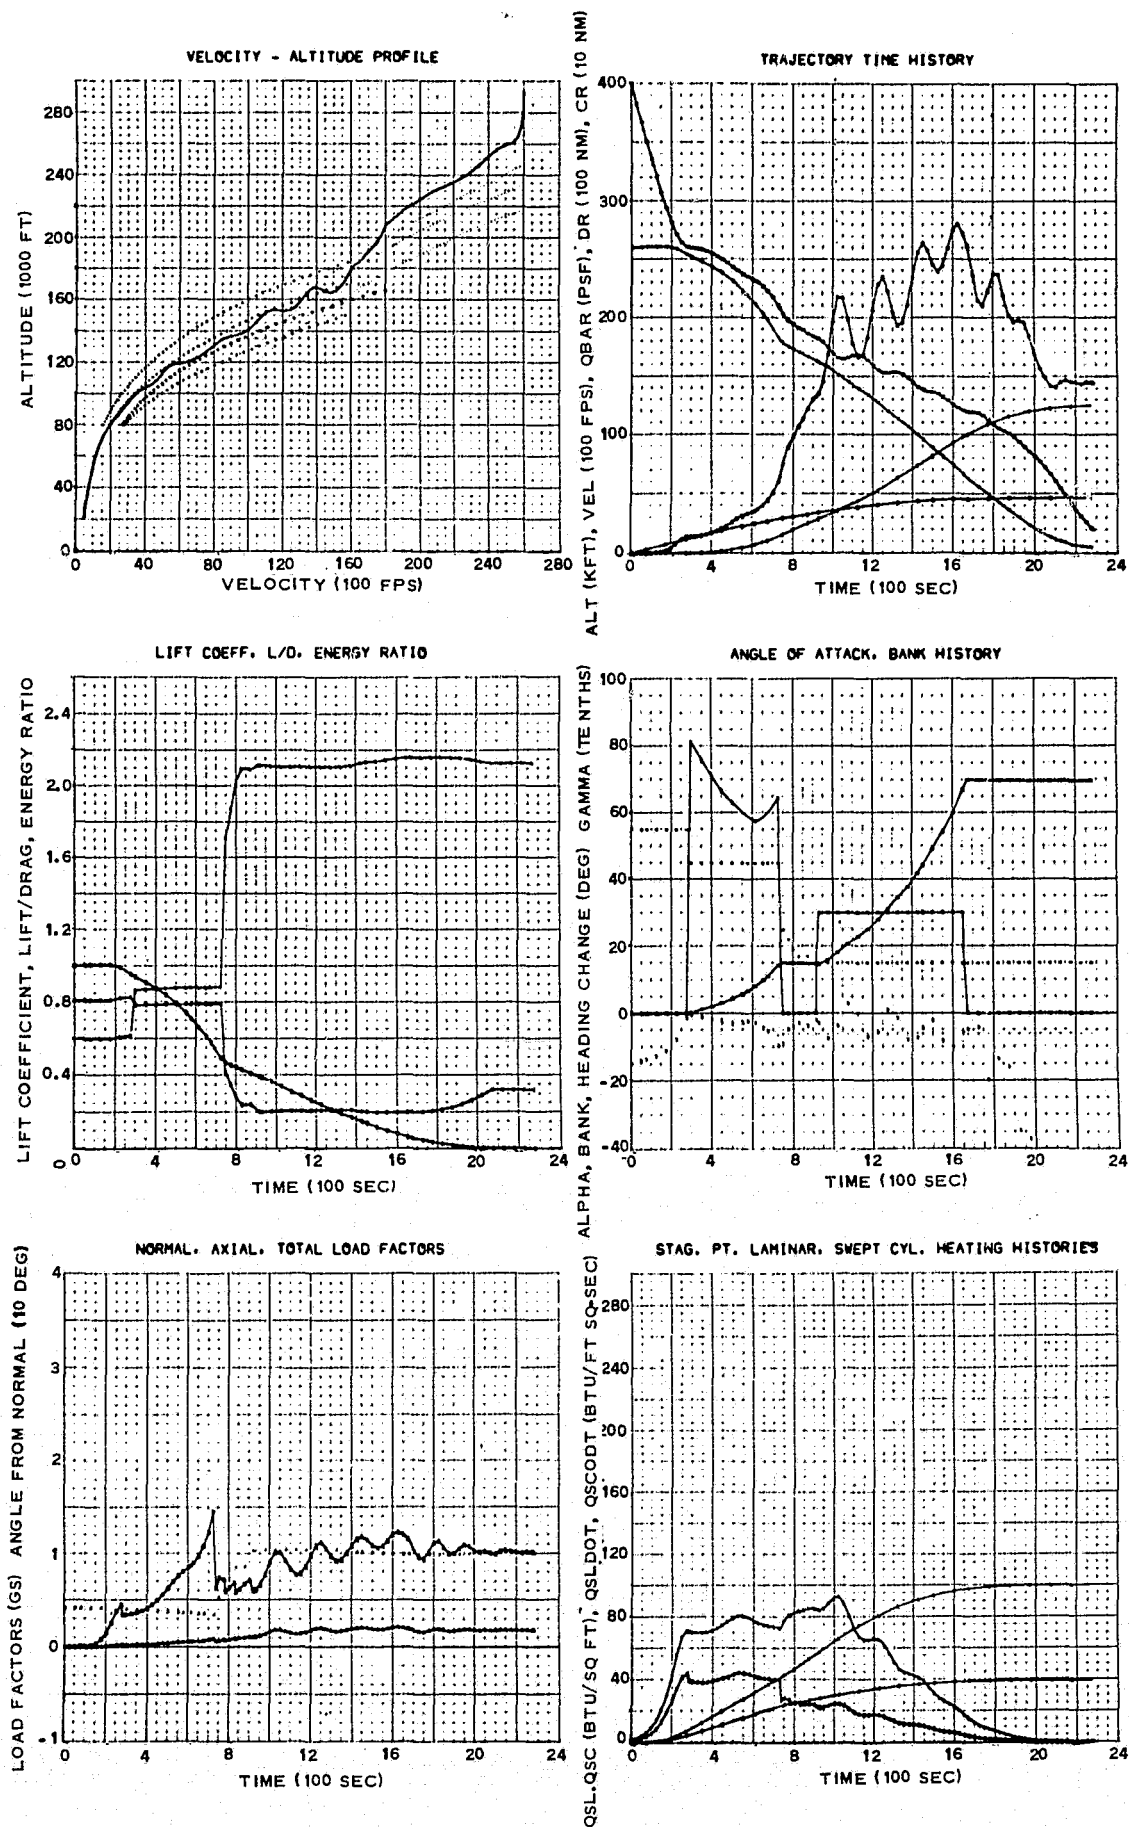 VELOCITY - ALTITUDE PROFILE
ALTITUDE (1000 FT)
280
240
200
160
120
80
40
0
0 40 80 120 160 200 240 280
VELOCITY (100 FPS)
TRAJECTORY TIME HISTORY
ALT (KFT), VEL (100 FPS), QBAR (PSF), DR (100 NM), CR (10 NM)
400
300
200
100
0
0 4 8 12 16 20 24
TIME (100 SEC)
LIFT COEFF. L/D. ENERGY RATIO
LIFT COEFFICIENT, LIFT/DRAG, ENERGY RATIO
2.4
2.0
1.6
1.2
0.8
0.4
0
0 4 8 12 16 20 24
TIME (100 SEC)
ANGLE OF ATTACK. BANK HISTORY
ALPHA, BANK, HEADING CHANGE (DEG) GAMMA (TENTHS)
100
80
60
40
20
0
-20
-40
0 4 8 12 16 20 24
TIME (100 SEC)
NORMAL. AXIAL. TOTAL LOAD FACTORS
LOAD FACTORS (GS) ANGLE FROM NORMAL (10 DEG)
4
3
2
1
0
-1
0 4 8 12 16 20 24
TIME (100 SEC)
STAG. PT. LAMINAR. SWEPT CYL. HEATING HISTORIES
QSL.QSC (BTU/SQ FT), QSLDOT, QSCODT (BTU/FT SQ-SEC)
280
240
200
160
120
80
40
0
0 4 8 12 16 20 24
TIME (100 SEC)